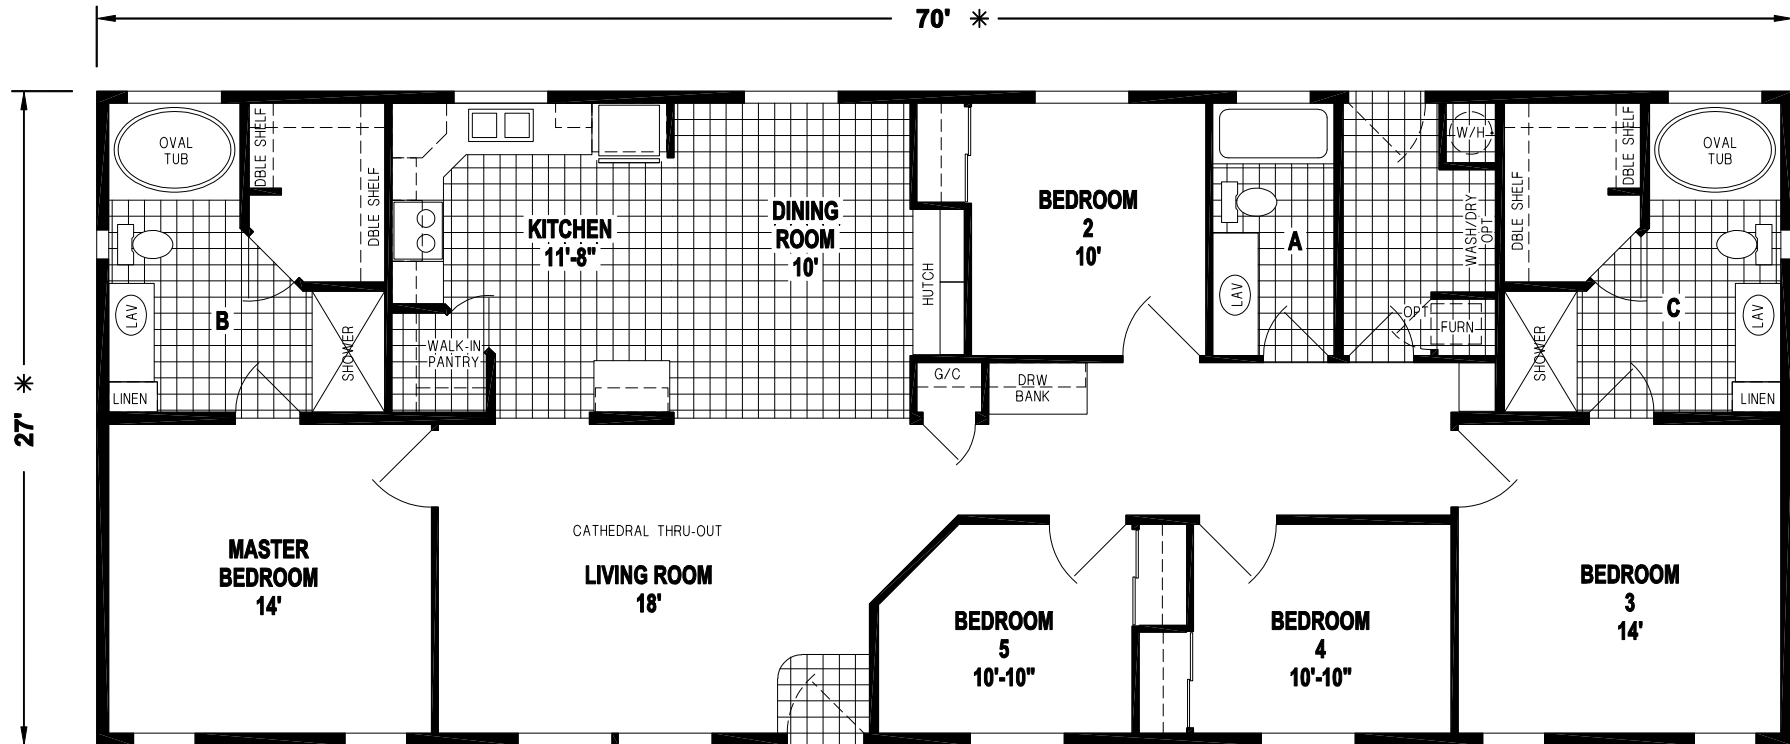 70' ✳
27' ✳
OVAL
TUB
DBLE SHELF
DBLE SHELF
LAV
B
SHOWER
LINEN
KITCHEN
11'-8"
WALK-IN
PANTRY
DINING
ROOM
10'
HUTCH
G/C
DRW
BANK
BEDROOM
2
10'
A
LAV
W/H
WASH/DRY
OPT
OPT
FURN
DBLE SHELF
DBLE SHELF
OVAL
TUB
C
LAV
SHOWER
LINEN
MASTER
BEDROOM
14'
CATHEDRAL THRU-OUT
LIVING ROOM
18'
BEDROOM
5
10'-10"
BEDROOM
4
10'-10"
BEDROOM
3
14'